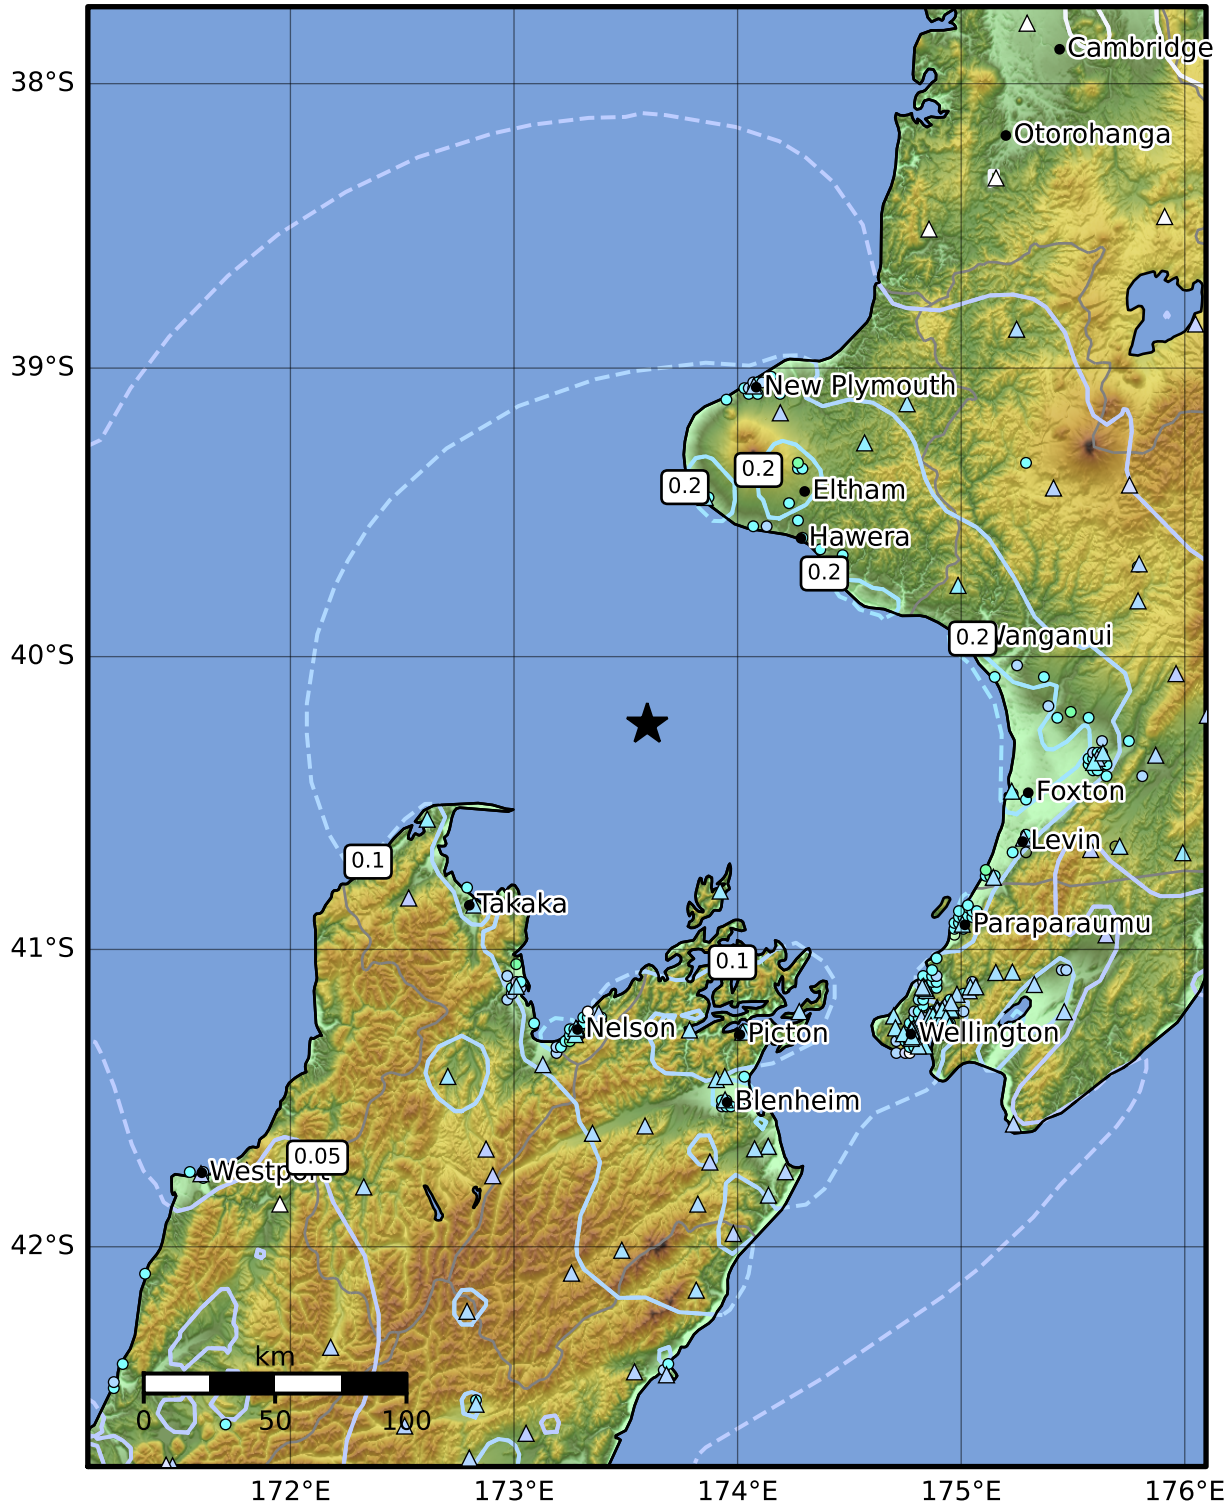 Cambridge
38°S
Otorohanga
39°S
New Plymouth
0.2
0.2
Eltham
Hawera
0.2
0.2
Wanganui
40°S
Foxton
Levin
0.1
Takaka
Paraparaumu
41°S
0.1
Nelson
Picton
Wellington
Blenheim
0.05
Westport
42°S
km
0
50
100
172°E
173°E
174°E
175°E
176°E